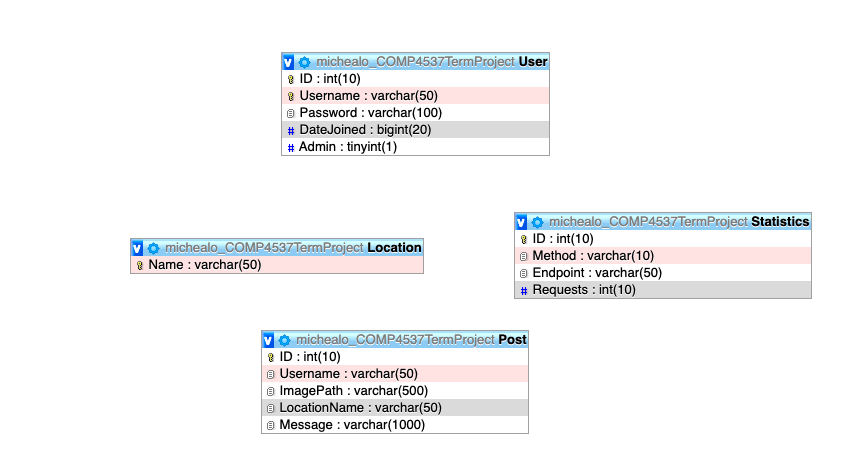 michealo_COMP4537TermProject User
ID : int(10)
Username : varchar(50)
Password : varchar(100)
DateJoined : bigint(20)
Admin : tinyint(1)
michealo_COMP4537TermProject Statistics
ID : int(10)
Method : varchar(10)
Endpoint : varchar(50)
Requests : int(10)
michealo_COMP4537TermProject Location
Name : varchar(50)
michealo_COMP4537TermProject Post
ID : int(10)
Username : varchar(50)
ImagePath : varchar(500)
LocationName : varchar(50)
Message : varchar(1000)